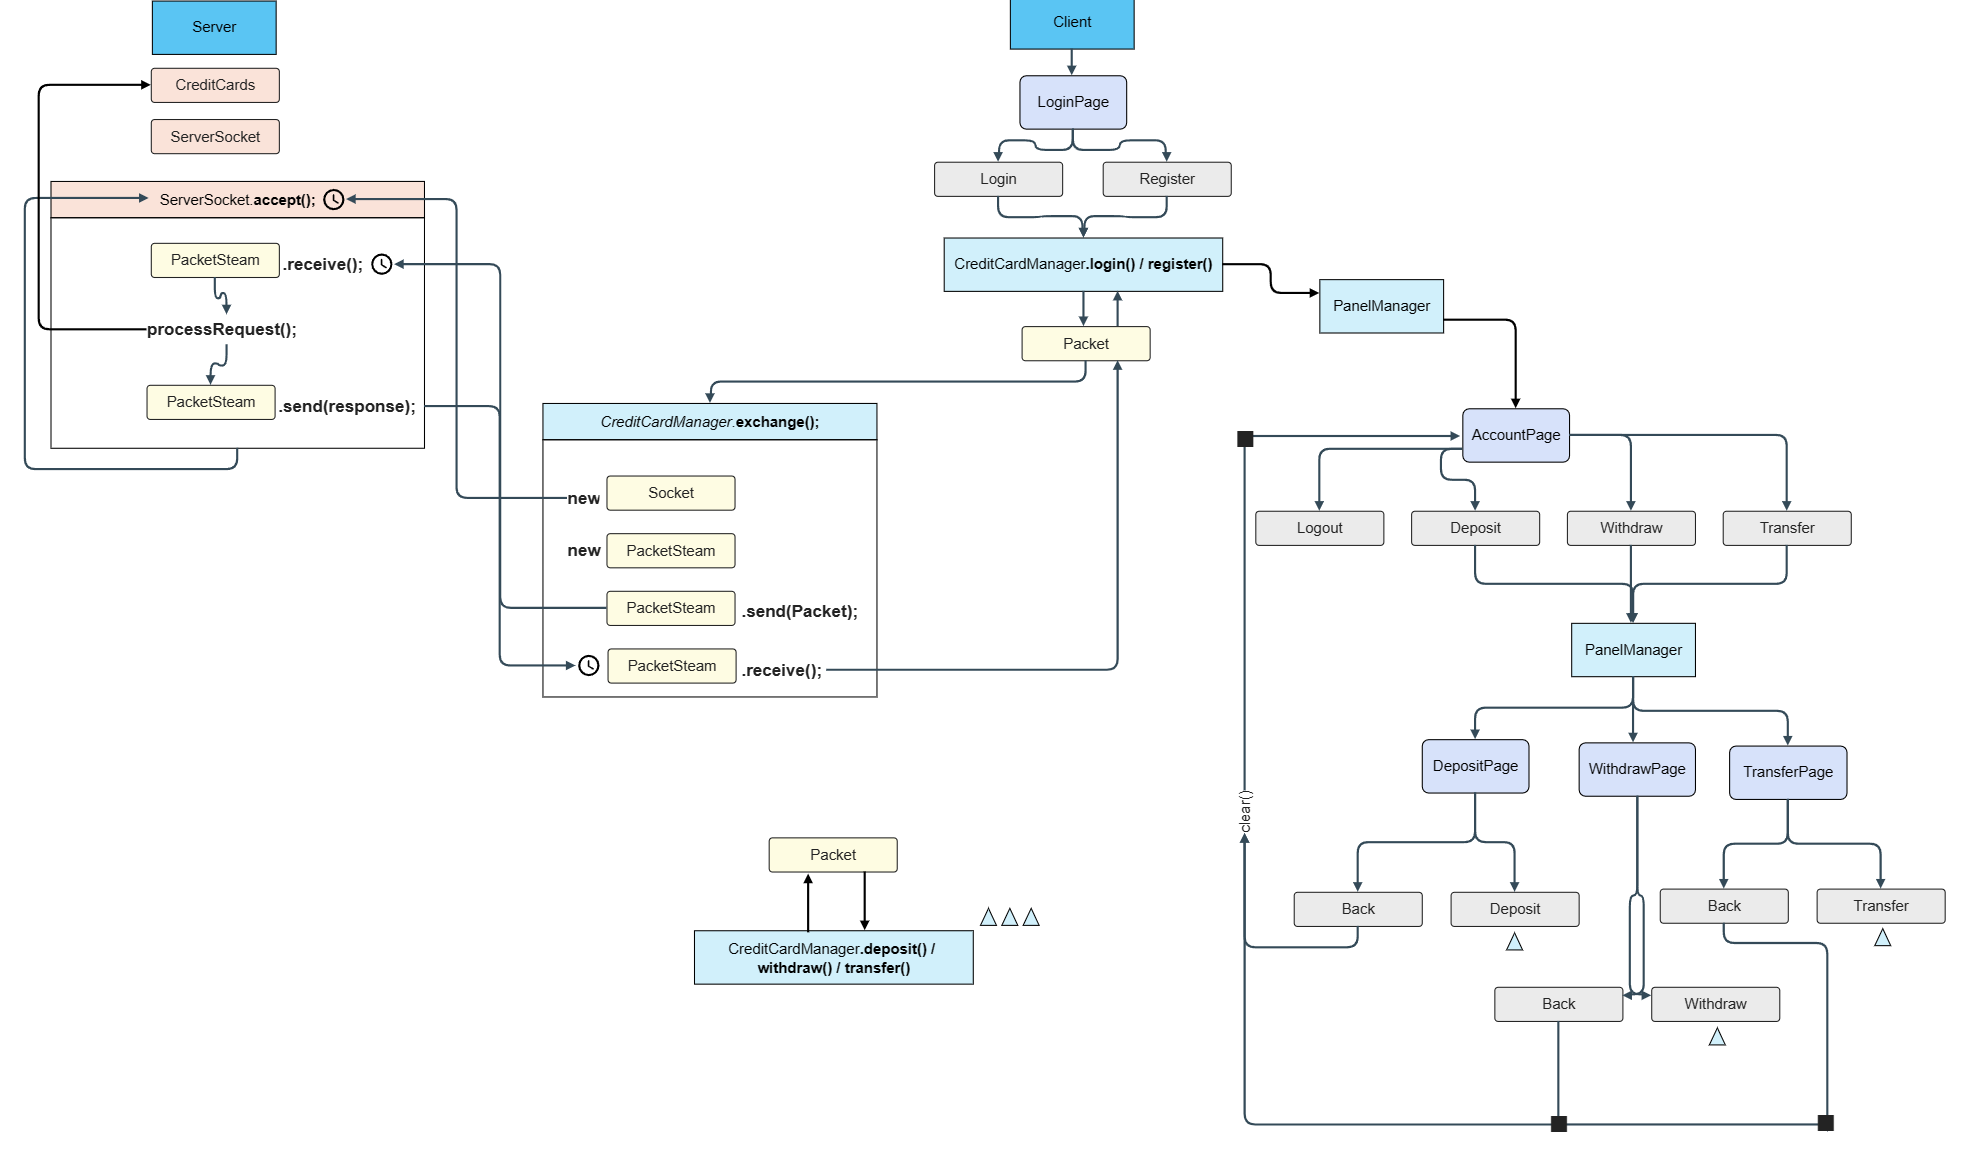 Server
CreditCards
ServerSocket
ServerSocket.accept();
PacketSteam .receive();
processRequest();
PacketSteam .send(response);
Client
LoginPage
Login
Register
CreditCardManager.login() / register()
Packet
PanelManager
CreditCardManager.exchange();
new Socket
new PacketSteam
PacketSteam .send(Packet);
PacketSteam .receive();
AccountPage
Logout
Deposit
Withdraw
Transfer
PanelManager
DepositPage
WithdrawPage
TransferPage
clear()
Back
Deposit
Back
Transfer
Back
Withdraw
Packet
CreditCardManager.deposit() /
withdraw() / transfer()